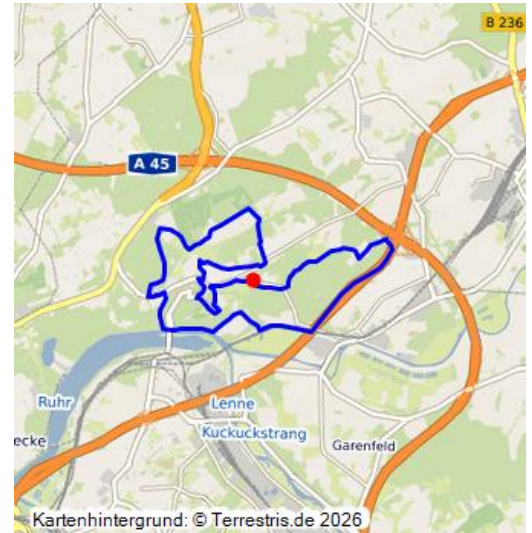 B 236
A 45
Ruhr
Lenne
Kuckuckstrang
ecke
Garenfeld
Kartenhintergrund: © Terrestris.de 2026